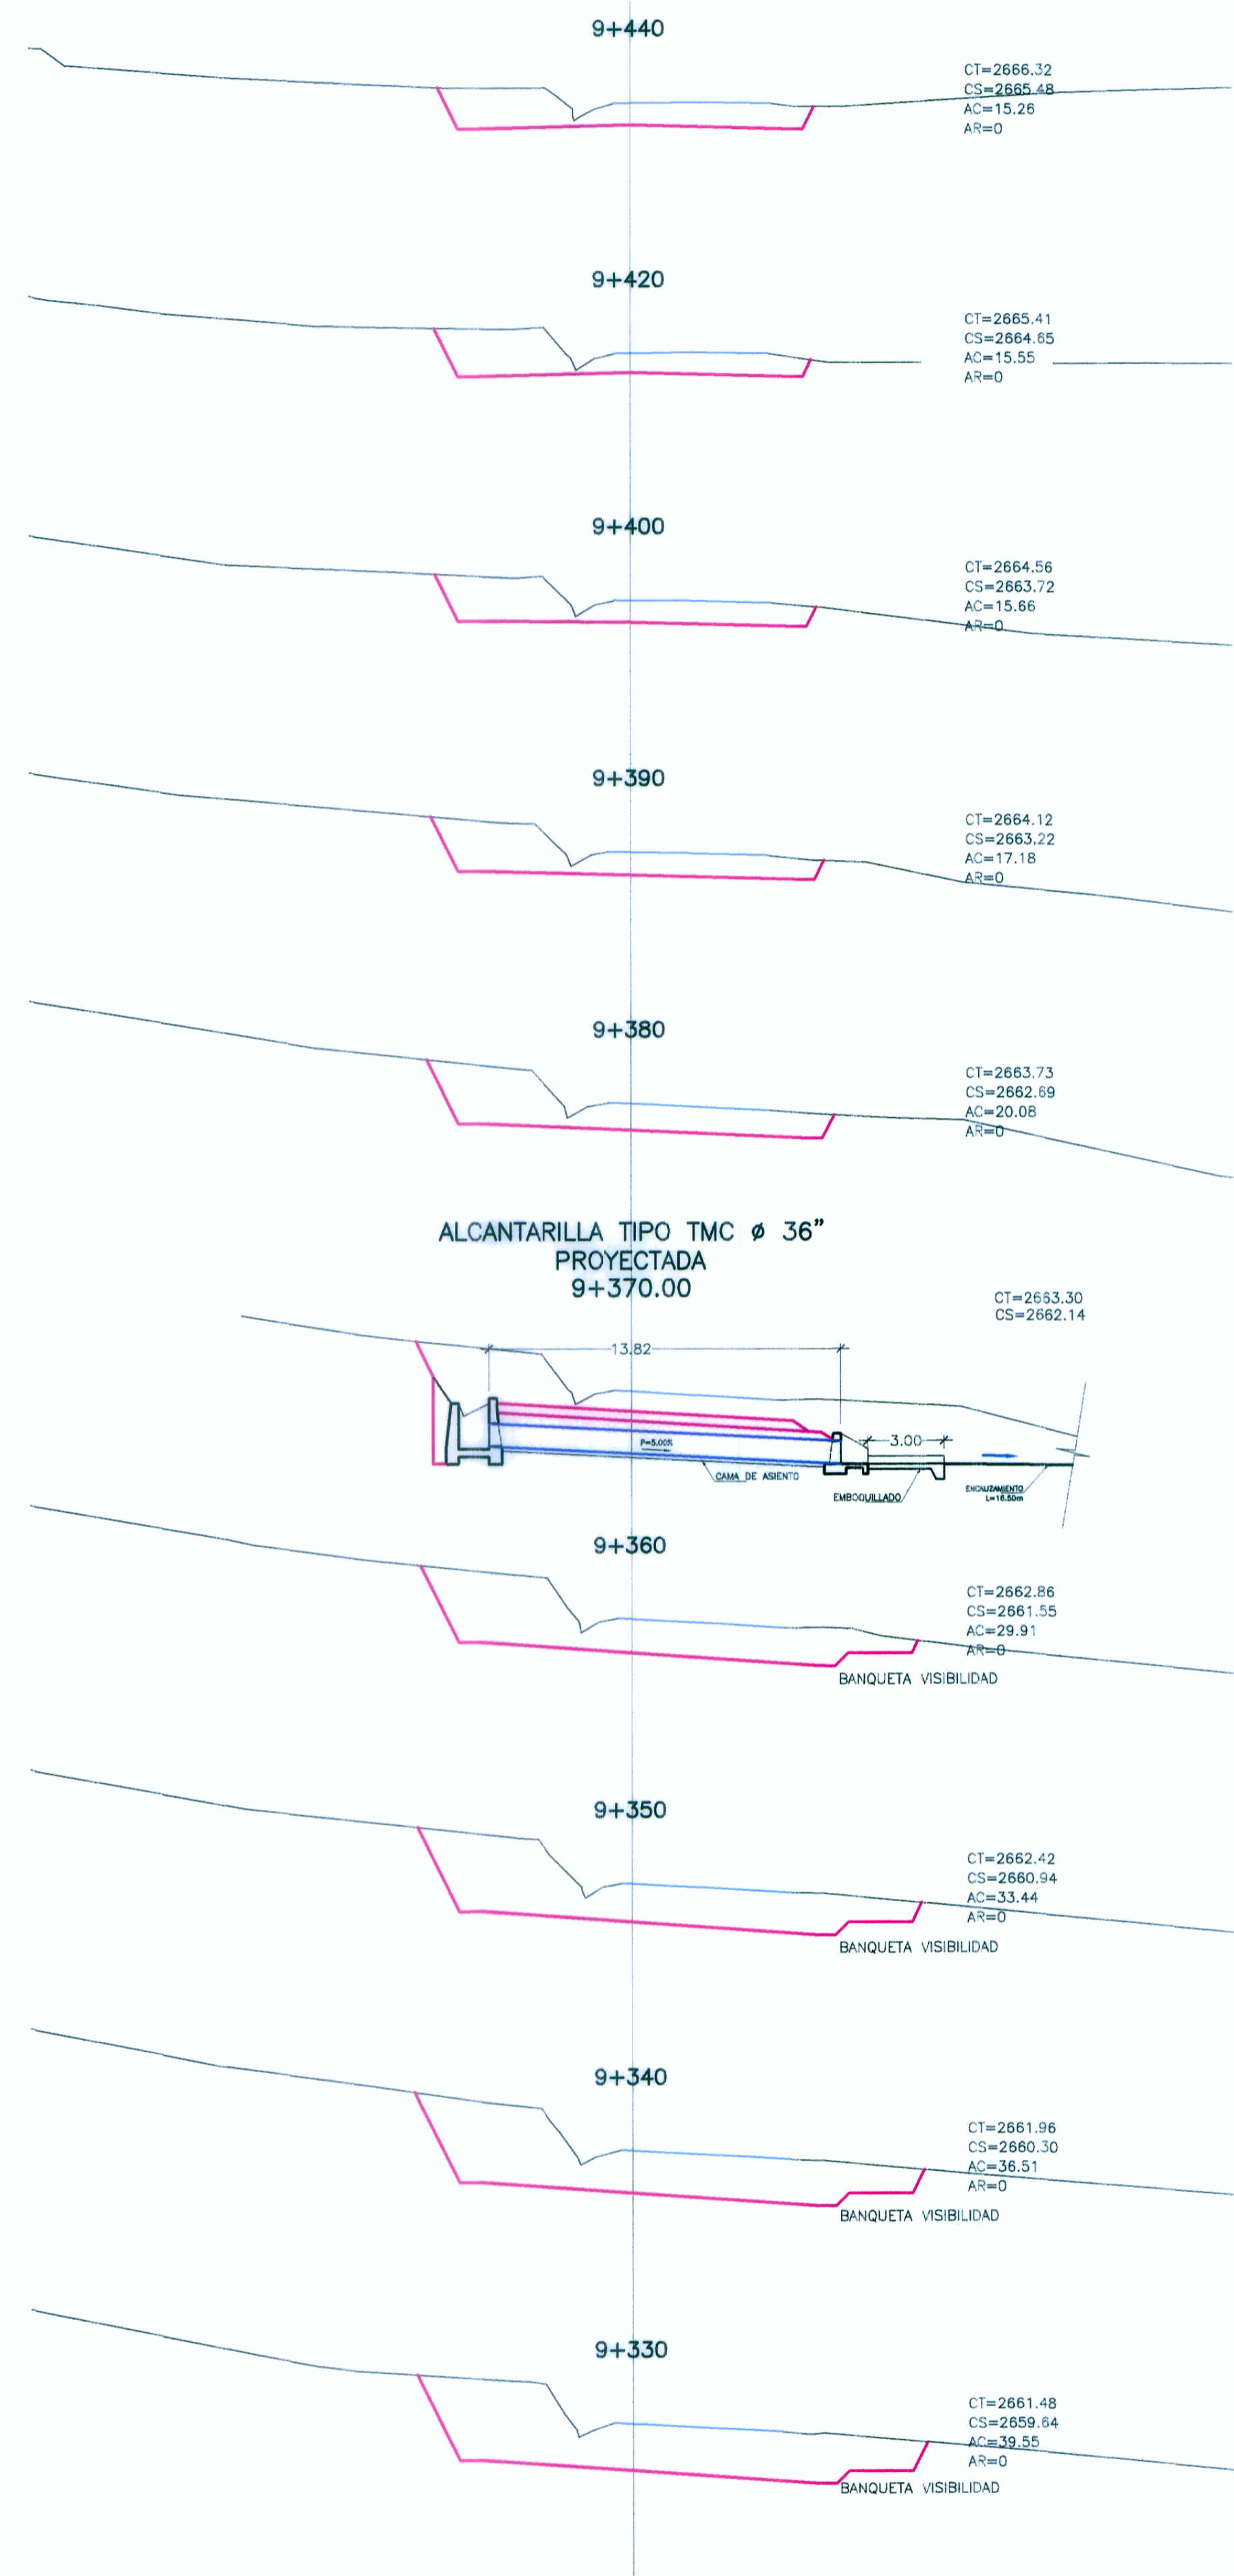 9+440
CT=2666.32
CS=2665.48
AC=15.26
AR=0
9+420
CT=2665.41
CS=2664.65
AC=15.55
AR=0
9+400
CT=2664.56
CS=2663.72
AC=15.66
AR=0
9+390
CT=2664.12
CS=2663.22
AC=17.18
AR=0
9+380
CT=2663.73
CS=2662.69
AC=20.08
AR=0
ALCANTARILLA TIPO TMC ø 36"
PROYECTADA
9+370.00
CT=2663.30
CS=2662.14
13.82
3.00
P=5.00%
CAMA DE ASIENTO
EMBOQUILLADO
ENCAUZAMIENTO
L=16.50m
9+360
CT=2662.86
CS=2661.55
AC=29.91
AR=0
BANQUETA VISIBILIDAD
9+350
CT=2662.42
CS=2660.94
AC=33.44
AR=0
BANQUETA VISIBILIDAD
9+340
CT=2661.96
CS=2660.30
AC=36.51
AR=0
BANQUETA VISIBILIDAD
9+330
CT=2661.48
CS=2659.64
AC=39.55
AR=0
BANQUETA VISIBILIDAD